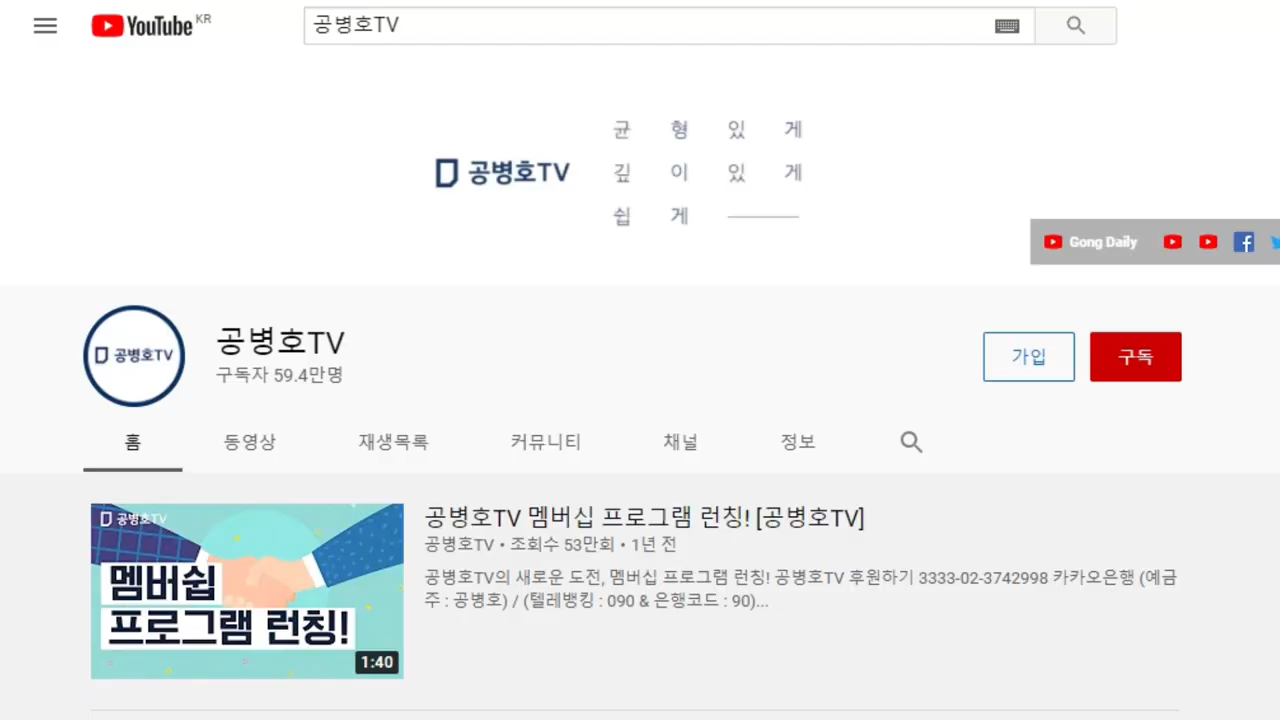 YouTube KR
공병호TV
공병호TV
균형있게
깊이있게
쉽게
Gong Daily
공병호TV
공병호TV
구독자 59.4만명
가입
구독
홈
동영상
재생목록
커뮤니티
채널
정보
공병호TV
멤버쉽
프로그램 런칭!
1:40
공병호TV 멤버십 프로그램 런칭! [공병호TV]
공병호TV • 조회수 53만회 • 1년 전
공병호TV의 새로운 도전, 멤버십 프로그램 런칭! 공병호TV 후원하기 3333-02-3742998 카카오은행 (예금
주 : 공병호) / (텔레뱅킹 : 090 & 은행코드 : 90)...